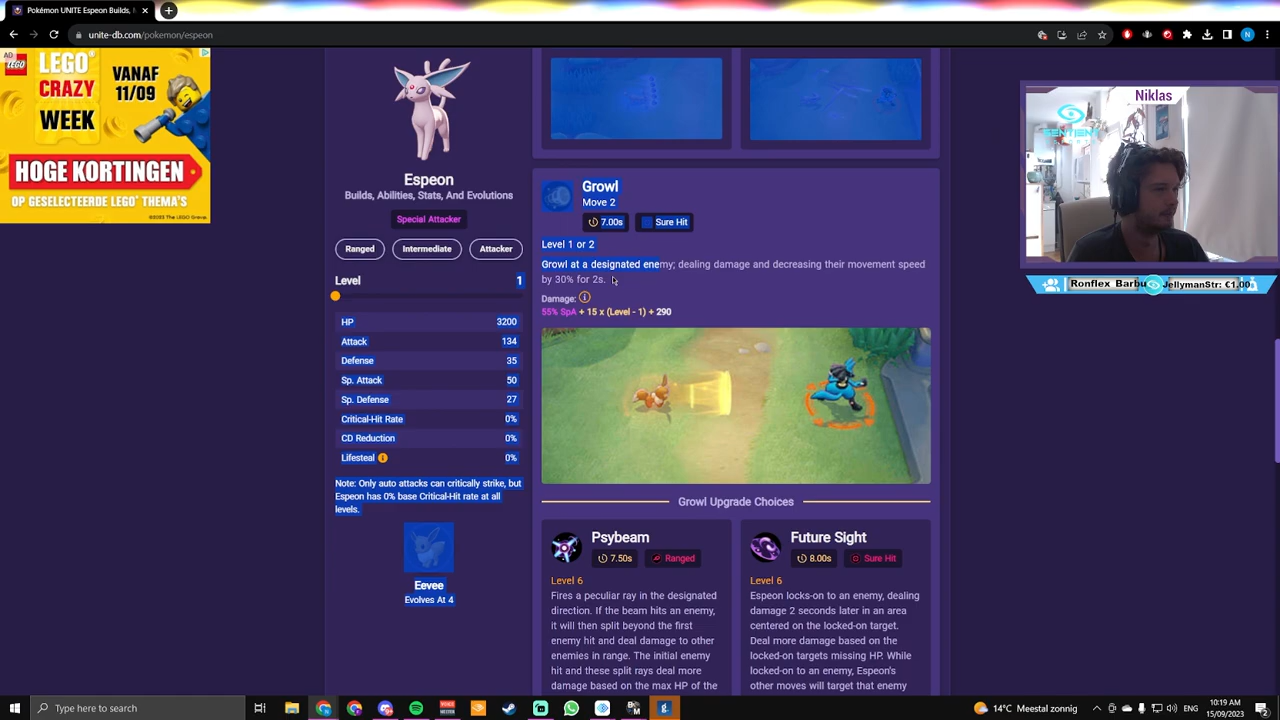 Pokémon UNITE Espeon Builds,
unite-db.com/pokemon/espeon
AD
LEGO
LEGO
CRAZY
WEEK
VANAF
11/09
HOGE KORTINGEN
OP GESELECTEERDE LEGO® THEMA'S
Espeon
Builds, Abilities, Stats, And Evolutions
Special Attacker
Ranged
Intermediate
Attacker
Level 1
HP 3200
Attack 134
Defense 35
Sp. Attack 50
Sp. Defense 27
Critical-Hit Rate 0%
CD Reduction 0%
Lifesteal 0%
Note: Only auto attacks can critically strike, but
Espeon has 0% base Critical-Hit rate at all
levels.
Eevee
Evolves At 4
Growl
Move 2
7.00s
Sure Hit
Level 1 or 2
Growl at a designated enemy; dealing damage and decreasing their movement speed
by 30% for 2s.
Damage:
55% SpA + 15 x (Level - 1) + 290
Growl Upgrade Choices
Psybeam
7.50s
Ranged
Level 6
Fires a peculiar ray in the designated
direction. If the beam hits an enemy,
it will then split beyond the first
enemy hit and deal damage to other
enemies in range. The initial enemy
hit and these split rays deal more
damage based on the max HP of the
Future Sight
8.00s
Sure Hit
Level 6
Espeon locks-on to an enemy, dealing
damage 2 seconds later in an area
centered on the locked-on target.
Deal more damage based on the
locked-on targets missing HP. While
locked-on to an enemy, Espeon's
other moves will target that enemy
Niklas
SENTIENT
Ronflex_Barbu
JellymanStr: €1.00
Type here to search
14°C Meestal zonnig
ENG
10:19 AM
15/09/2023